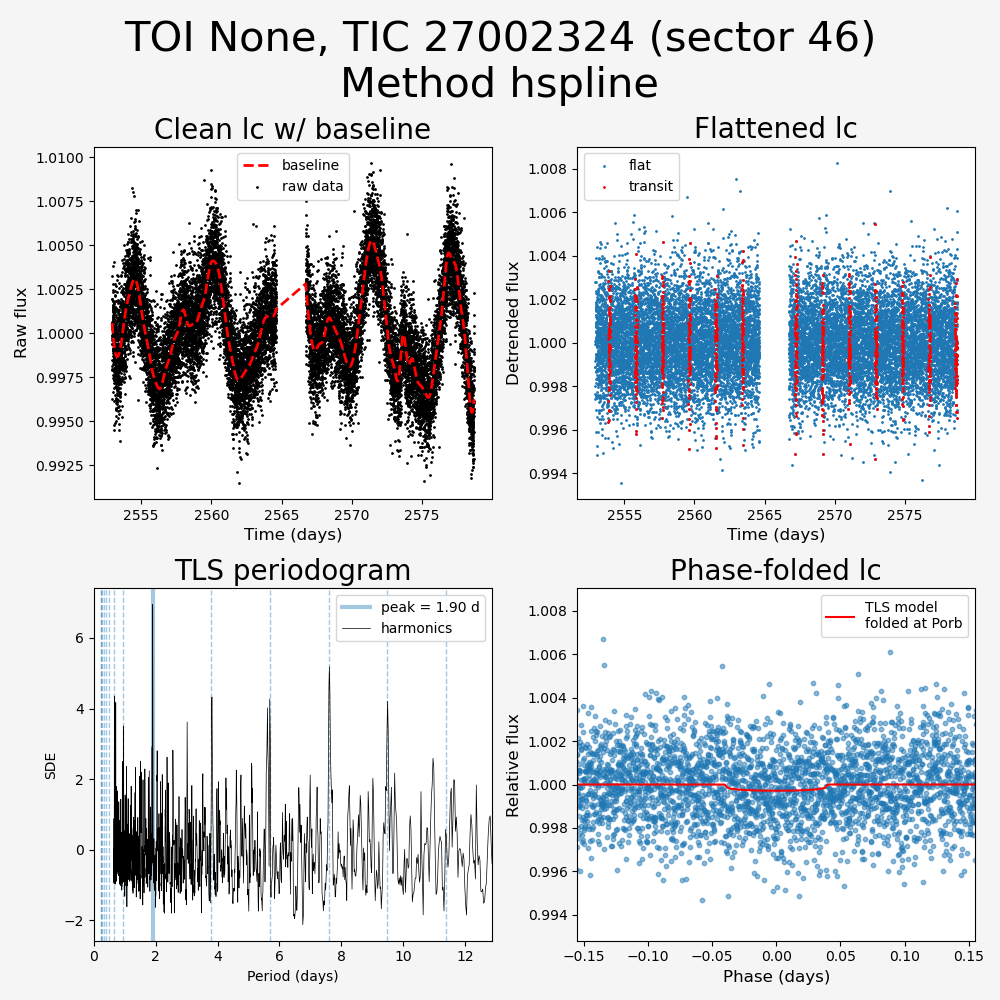 TOI None, TIC 27002324 (sector 46)
Method hspline
Clean lc w/ baseline
baseline
raw data
1.0100
1.0075
1.0050
1.0025
1.0000
0.9975
0.9950
0.9925
Raw flux
2555
2560
2565
2570
2575
Time (days)
Flattened lc
flat
transit
1.008
1.006
1.004
1.002
1.000
0.998
0.996
0.994
Detrended flux
2555
2560
2565
2570
2575
Time (days)
TLS periodogram
peak = 1.90 d
harmonics
6
4
2
0
−2
SDE
0
2
4
6
8
10
12
Period (days)
Phase-folded lc
TLS model
folded at Porb
1.008
1.006
1.004
1.002
1.000
0.998
0.996
0.994
Relative flux
−0.15
−0.10
−0.05
0.00
0.05
0.10
0.15
Phase (days)